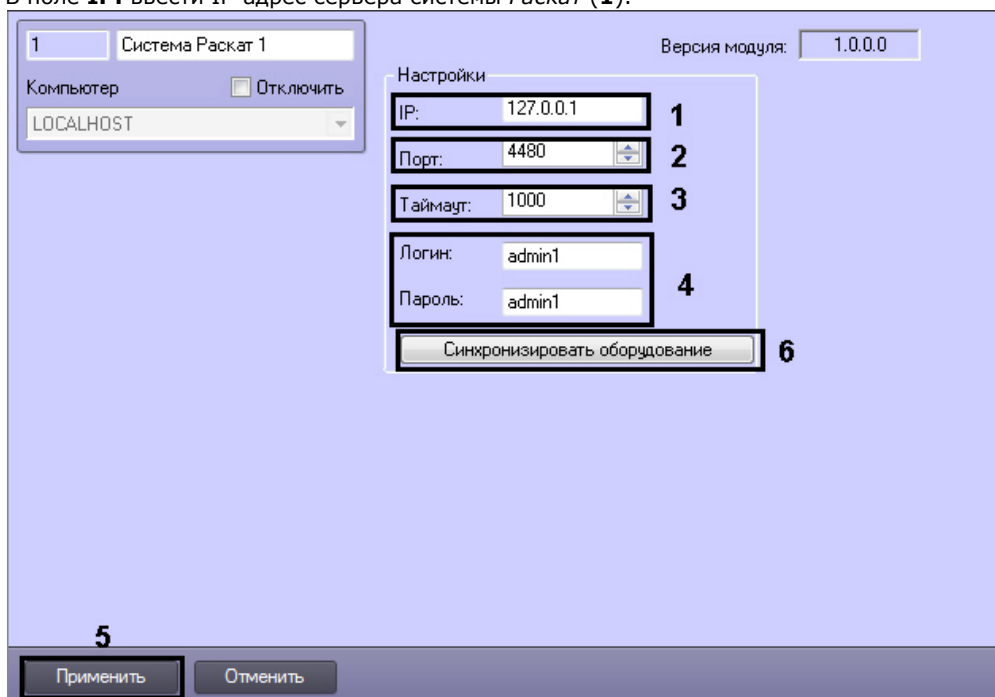 В поле IP: ввести IP-адрес сервера системы Раскат (1).
1 Система Раскат 1
Версия модуля: 1.0.0.0
Компьютер Отключить
LOCALHOST
Настройки
IP: 127.0.0.1 1
Порт: 4480 2
Таймаут: 1000 3
Логин: admin1
Пароль: admin1
4
Синхронизировать оборудование 6
5
Применить Отменить